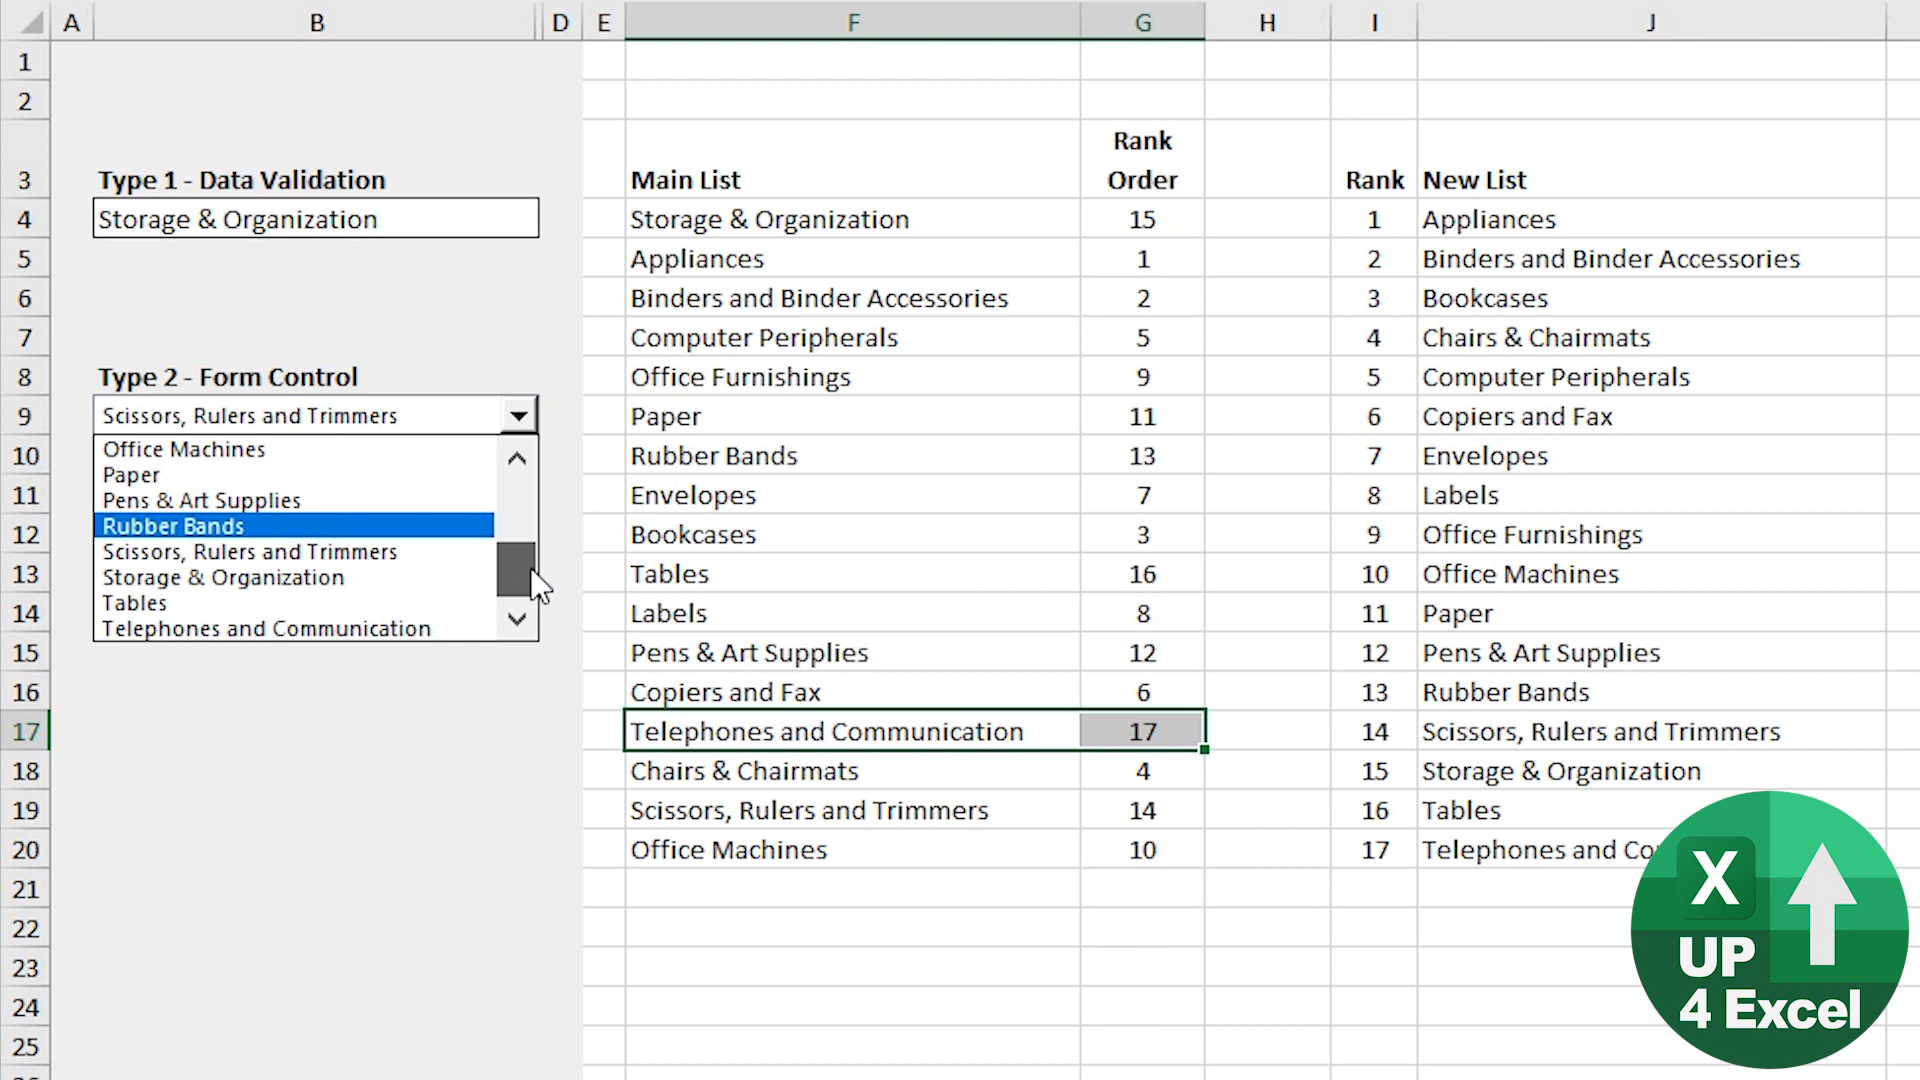 A B D E F G H I J
1
2
Rank
3 Type 1 - Data Validation Main List Order Rank New List
4 Storage & Organization Storage & Organization 15 1 Appliances
5 Appliances 1 2 Binders and Binder Accessories
6 Binders and Binder Accessories 2 3 Bookcases
7 Computer Peripherals 5 4 Chairs & Chairmats
8 Type 2 - Form Control Office Furnishings 9 5 Computer Peripherals
9 Scissors, Rulers and Trimmers Paper 11 6 Copiers and Fax
10 Office Machines Rubber Bands 13 7 Envelopes
Paper
11 Pens & Art Supplies Envelopes 7 8 Labels
12 Rubber Bands Bookcases 3 9 Office Furnishings
Scissors, Rulers and Trimmers
13 Storage & Organization Tables 16 10 Office Machines
14 Tables Labels 8 11 Paper
Telephones and Communication
15 Pens & Art Supplies 12 12 Pens & Art Supplies
16 Copiers and Fax 6 13 Rubber Bands
17 Telephones and Communication 17 14 Scissors, Rulers and Trimmers
18 Chairs & Chairmats 4 15 Storage & Organization
19 Scissors, Rulers and Trimmers 14 16 Tables
20 Office Machines 10 17 Telephones and Co
21
22
23
24
25
X
UP
4 Excel